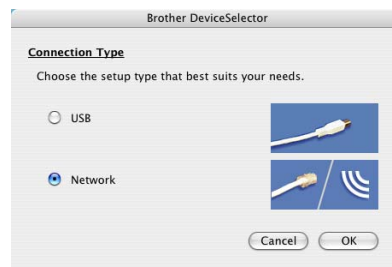 Brother DeviceSelector
Connection Type
Choose the setup type that best suits your needs.
USB
Network
Cancel
OK